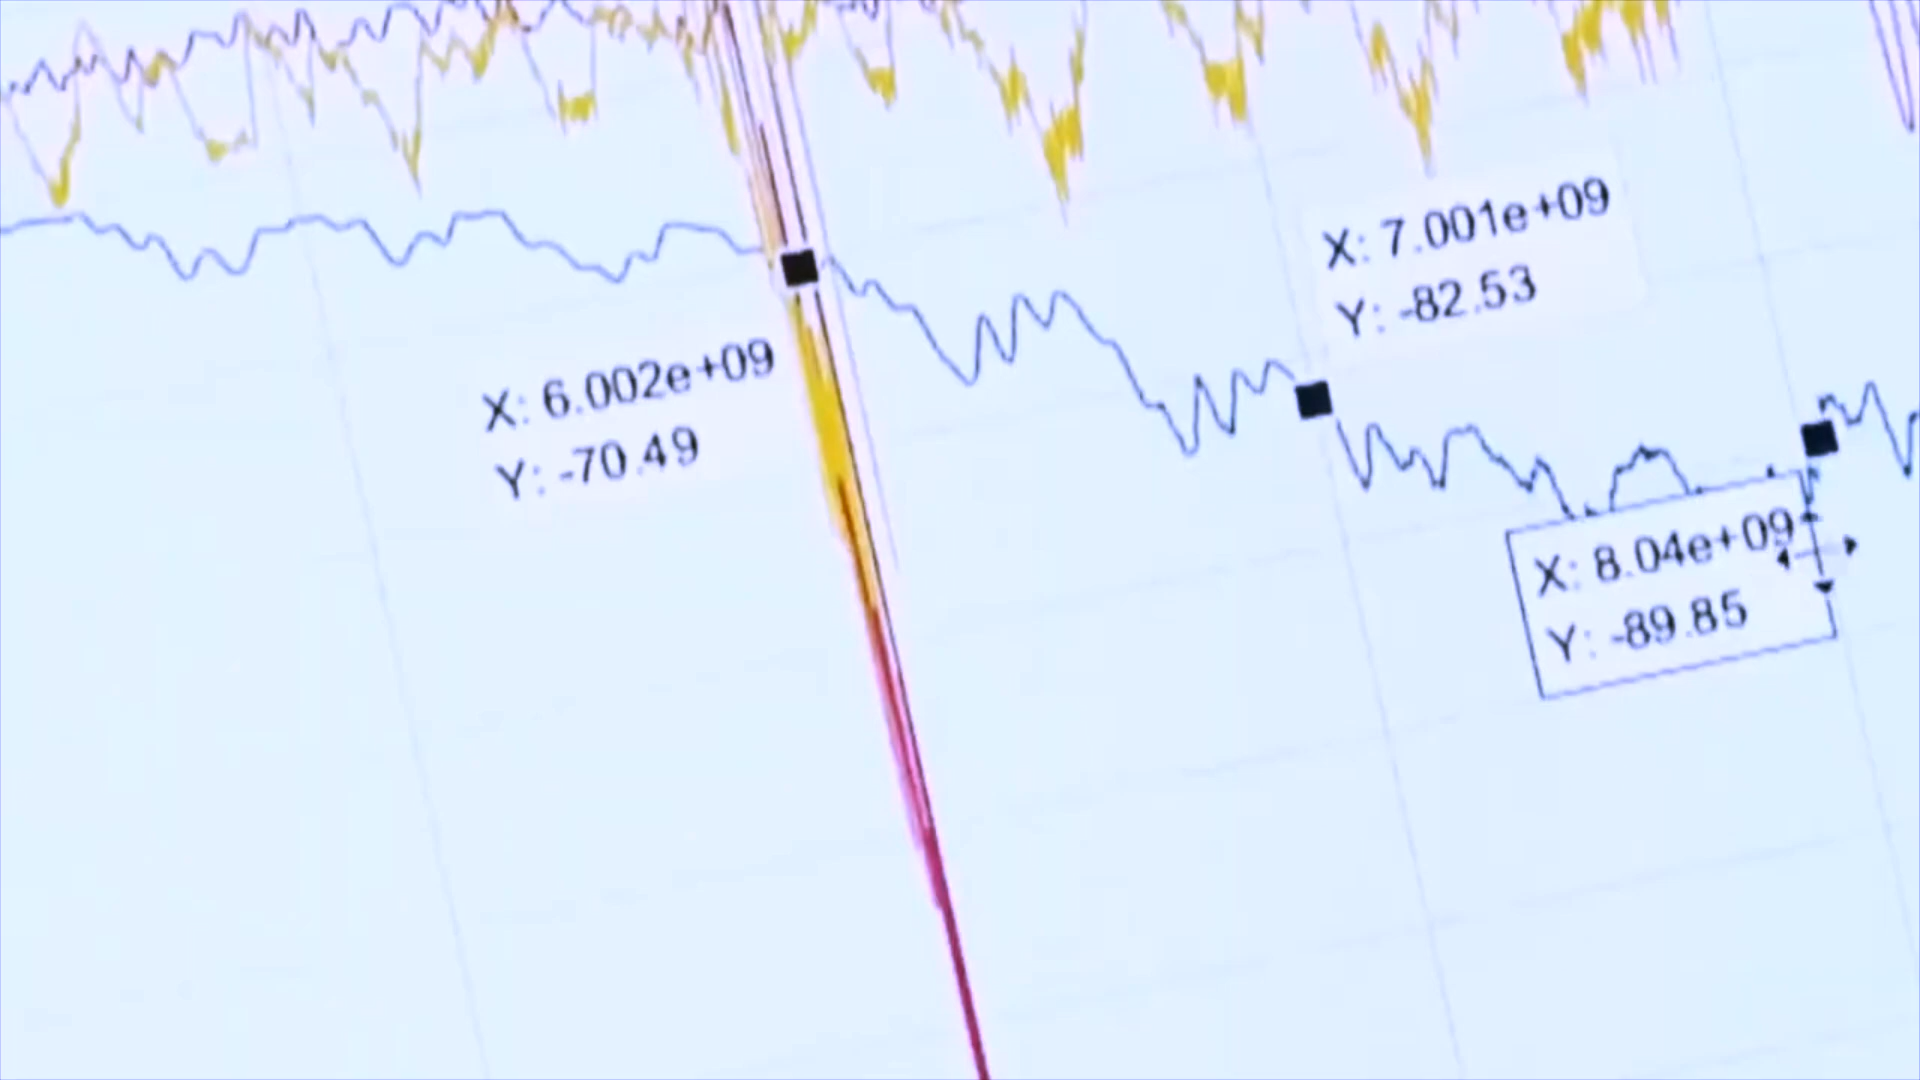 X: 6.002e+09
Y: -70.49
X: 7.001e+09
Y: -82.53
X: 8.04e+09
Y: -89.85